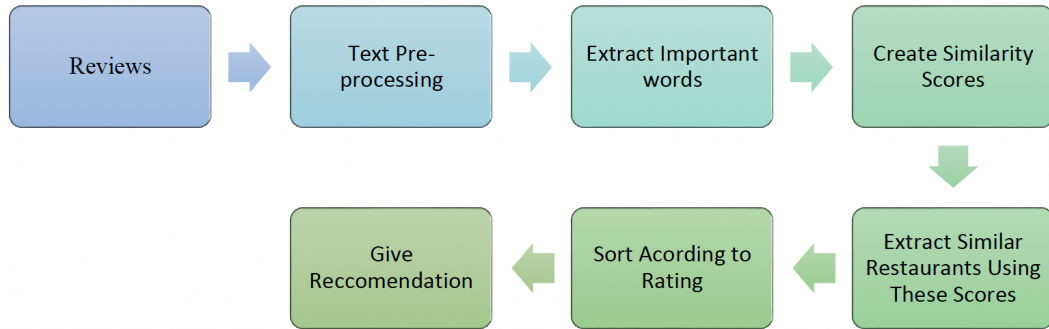 Reviews
Text Pre-
processing
Extract Important
words
Create Similarity
Scores
Extract Similar
Restaurants Using
These Scores
Sort Acording to
Rating
Give
Reccomendation